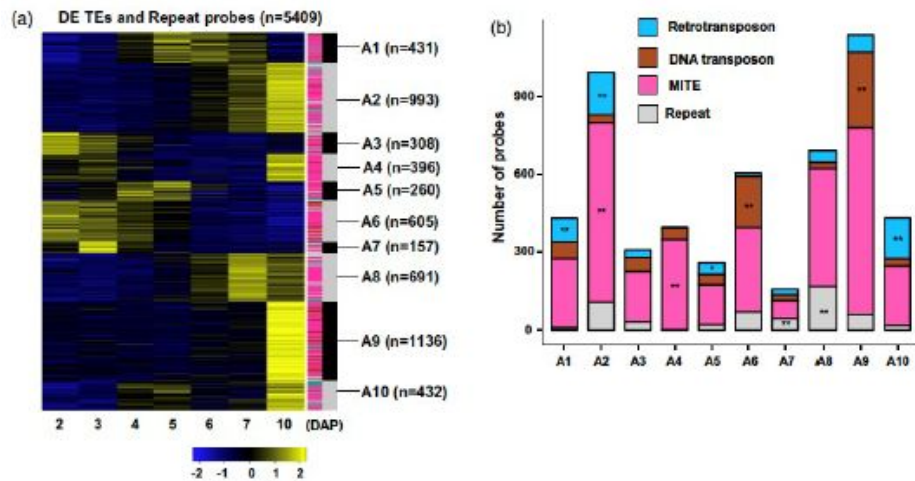 (a)
DE TEs and Repeat probes (n=5409)
A1 (n=431)
A2 (n=993)
A3 (n=308)
A4 (n=396)
A5 (n=260)
A6 (n=605)
A7 (n=157)
A8 (n=691)
A9 (n=1136)
A10 (n=432)
2 3 4 5 6 7 10 (DAP)
-2 -1 0 1 2
(b)
Retrotransposon
DNA transposon
MITE
Repeat
Number of probes
900
600
300
0
** ** ** ** * ** ** ** ** **
A1 A2 A3 A4 A5 A6 A7 A8 A9 A10